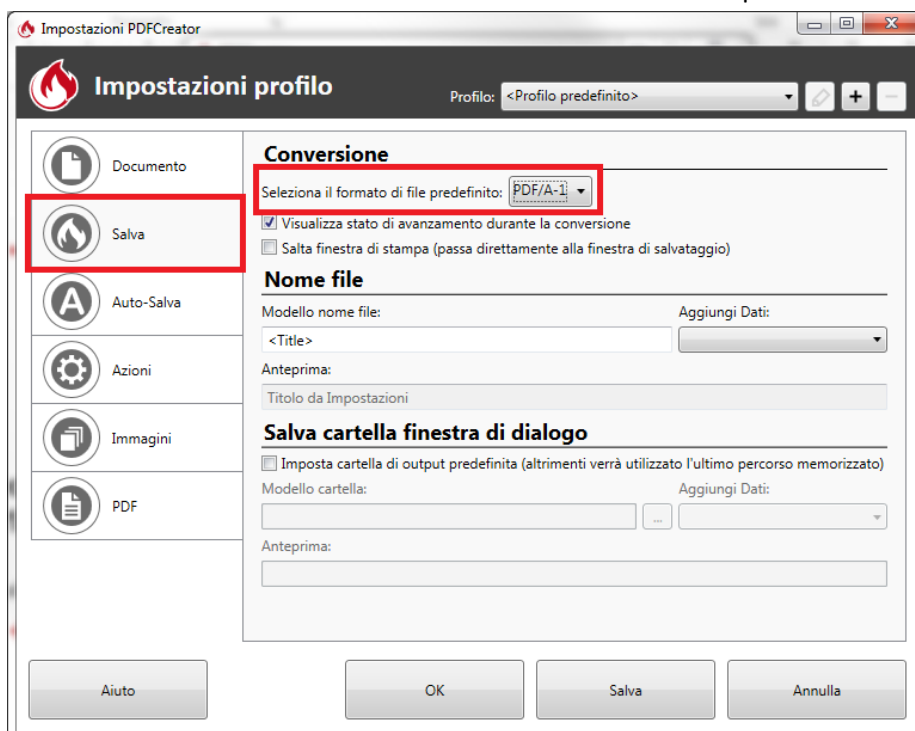 Impostazioni PDFCreator
Impostazioni profilo
Profilo: <Profilo predefinito>
Documento
Salva
Auto-Salva
Azioni
Immagini
PDF
Conversione
Seleziona il formato di file predefinito: PDF/A-1
Visualizza stato di avanzamento durante la conversione
Salta finestra di stampa (passa direttamente alla finestra di salvataggio)
Nome file
Modello nome file: Aggiungi Dati:
<Title>
Anteprima:
Titolo da Impostazioni
Salva cartella finestra di dialogo
Imposta cartella di output predefinita (altrimenti verrà utilizzato l'ultimo percorso memorizzato)
Modello cartella: Aggiungi Dati:
...
Anteprima:
Aiuto OK Salva Annulla